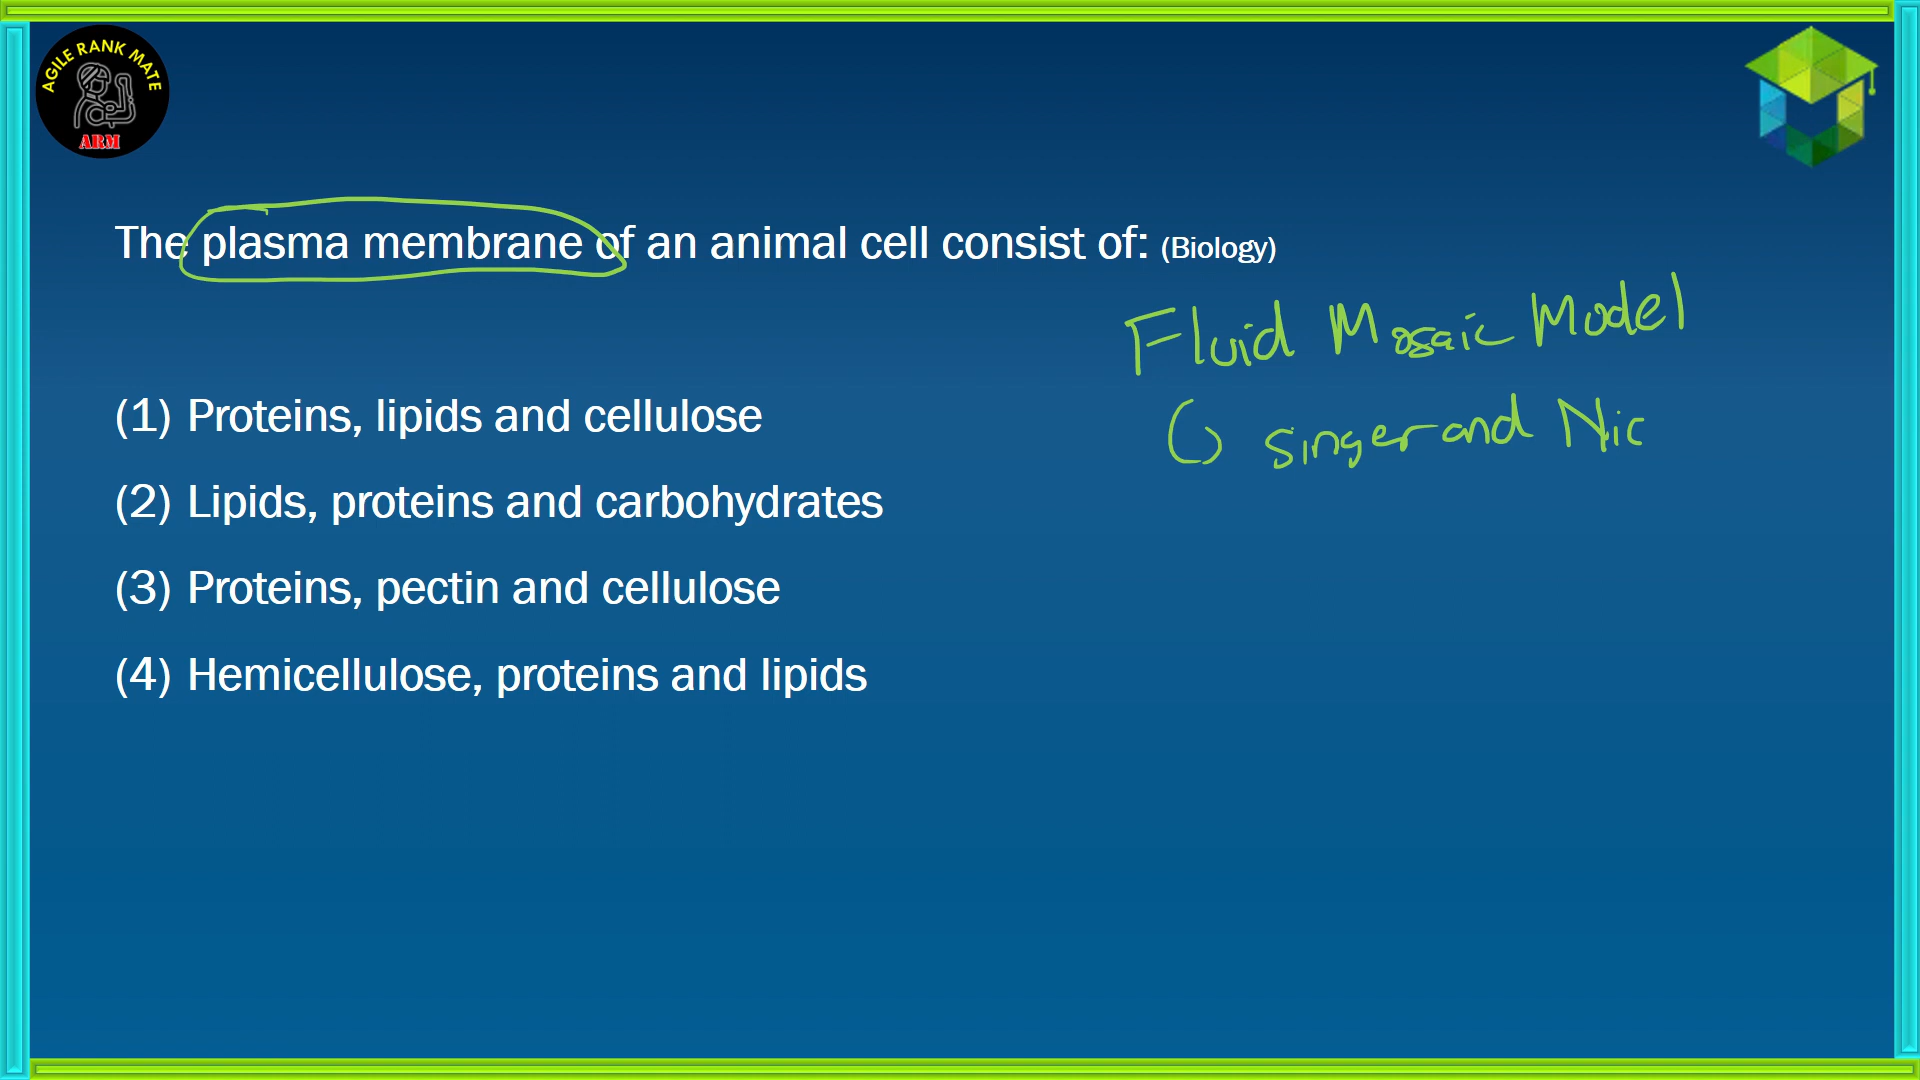 AGILE RANK MATE
ARM
The plasma membrane of an animal cell consist of: (Biology)
Fluid Mosaic Model
singer and Nic
(1) Proteins, lipids and cellulose
(2) Lipids, proteins and carbohydrates
(3) Proteins, pectin and cellulose
(4) Hemicellulose, proteins and lipids